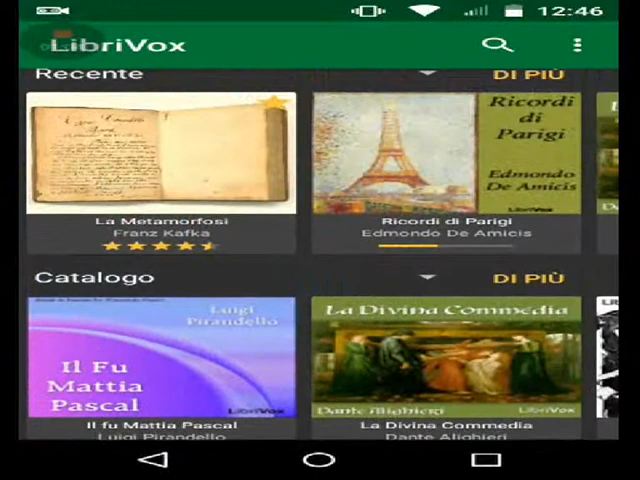 12:46
LibriVox
Recente
DI PIÙ
Ricordi
di
Parigi
Edmondo
De Amicis
LibriVox
La Metamorfosi
Franz Kafka
Ricordi di Parigi
Edmondo De Amicis
Catalogo
DI PIÙ
Luigi
Pirandello
Il Fu
Mattia
Pascal
LibriVox
La Divina Commedia
Dante Alighieri
LibriVox
Il fu Mattia Pascal
Luigi Pirandello
La Divina Commedia
Dante Alighieri